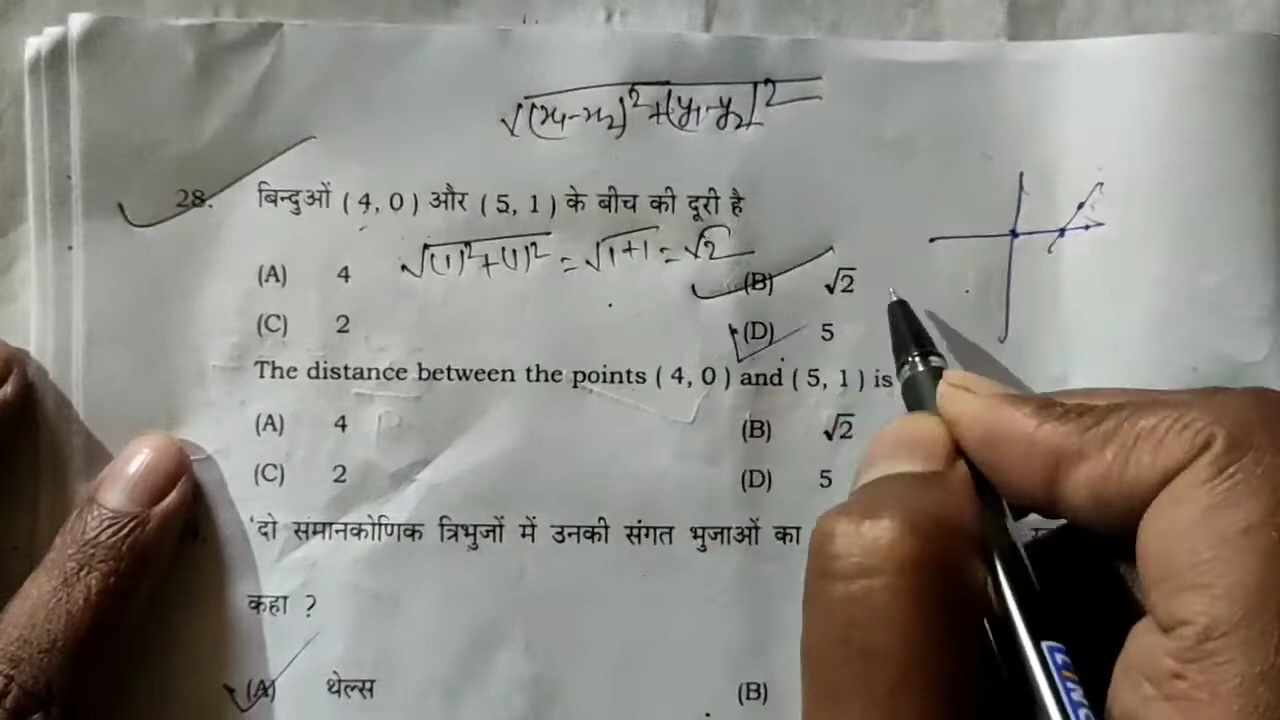 √(x₁-x₂)²+(y₁-y₂)²
28. बिन्दुओं ( 4, 0 ) और ( 5, 1 ) के बीच की दूरी है
√(1)²+(1)² = √1+1 = √2
(A) 4 (B) √2
(C) 2 (D) 5
The distance between the points ( 4, 0 ) and ( 5, 1 ) is
(A) 4 (B) √2
(C) 2 (D) 5
'दो समानकोणिक त्रिभुजों में उनकी संगत भुजाओं का
कहा ?
(A) थेल्स (B)